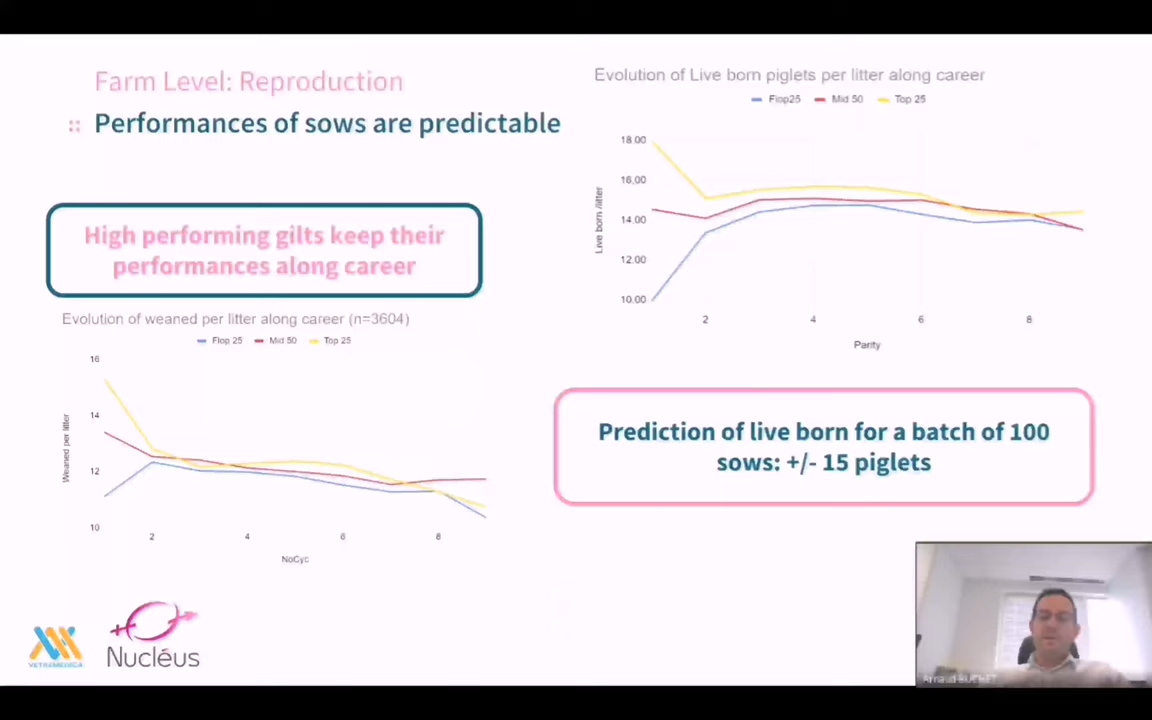 Farm Level: Reproduction
Performances of sows are predictable
High performing gilts keep their
performances along career
Evolution of weaned per litter along career (n=3604)
Flop 25 Mid 50 Top 25
16
14
12
10
Weaned per litter
2 4 6 8
NoCyc
Evolution of Live born piglets per litter along career
Flop25 Mid 50 Top 25
18.00
16.00
14.00
12.00
10.00
Live born /litter
2 4 6 8
Parity
Prediction of live born for a batch of 100
sows: +/- 15 piglets
VETREMEDICA
Nucléus
Arnaud BUCHET